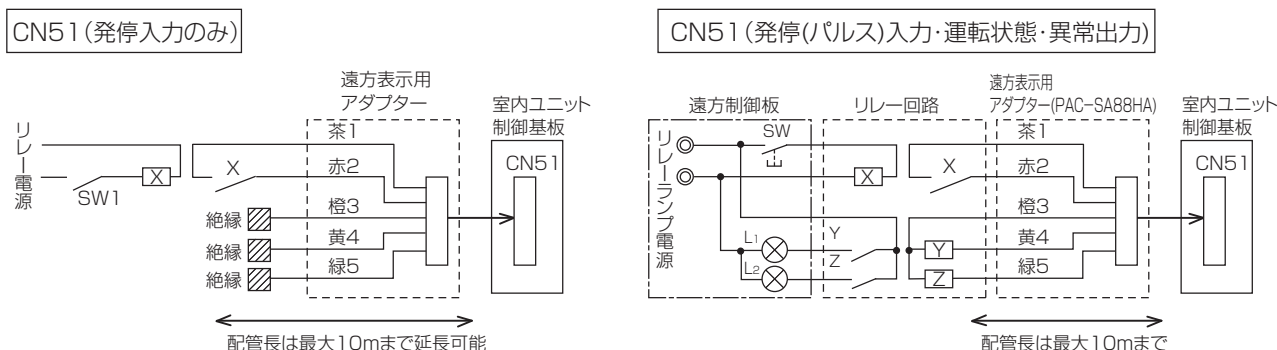 CN51(発停入力のみ)
遠方表示用
アダプター
室内ユニット
制御基板
リレー電源
SW1
X
X
茶1
赤2
橙3
黄4
緑5
絶縁
絶縁
絶縁
CN51
配管長は最大10mまで延長可能
CN51(発停(パルス)入力・運転状態・異常出力)
遠方制御板
リレー回路
遠方表示用
アダプター(PAC-SA88HA)
室内ユニット
制御基板
リレーランプ電源
SW
X
X
L1
L2
Y
Z
Y
Z
茶1
赤2
橙3
黄4
緑5
CN51
配管長は最大10mまで